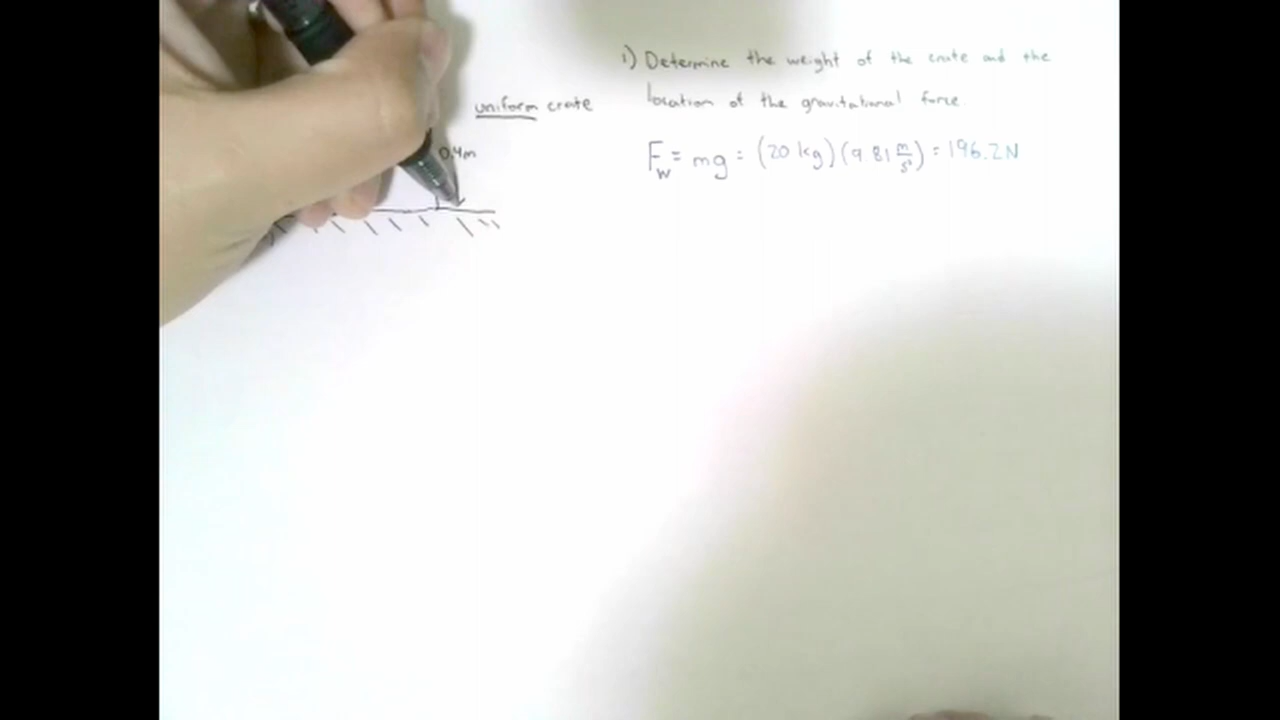 1) Determine the weight of the crate and the
location of the gravitational force.
uniform crate
0.4m
F_w = mg = (20 kg)(9.81 m/s²) = 196.2N